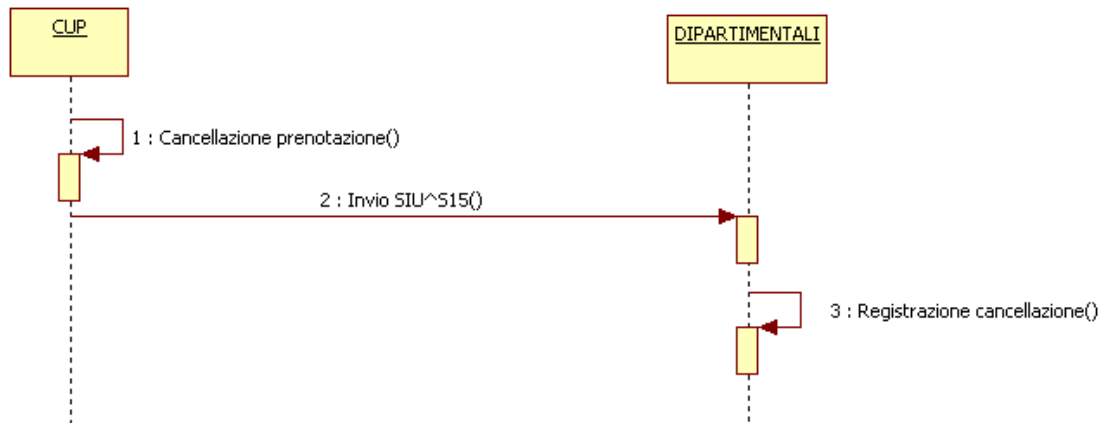 CUP
DIPARTIMENTALI
1 : Cancellazione prenotazione()
2 : Invio SIU^S15()
3 : Registrazione cancellazione()